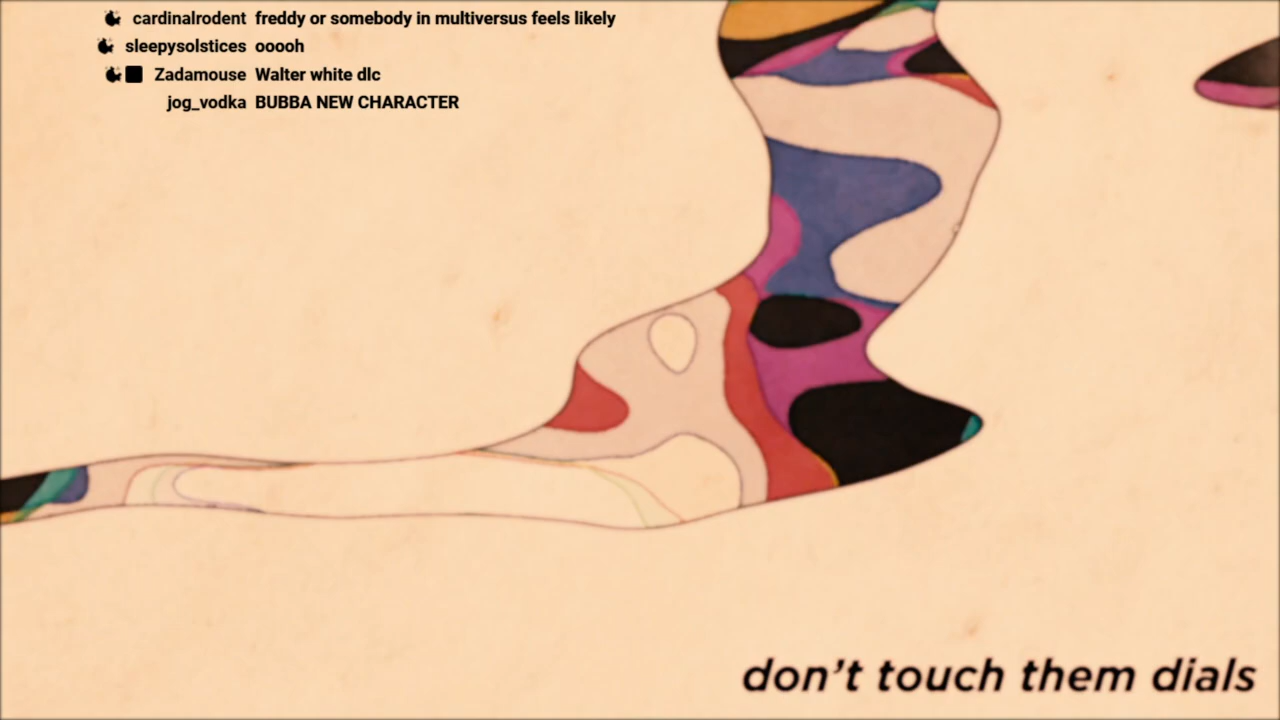 cardinalrodent freddy or somebody in multiversus feels likely
sleepysolstices ooooh
Zadamouse Walter white dlc
jog_vodka BUBBA NEW CHARACTER
don't touch them dials